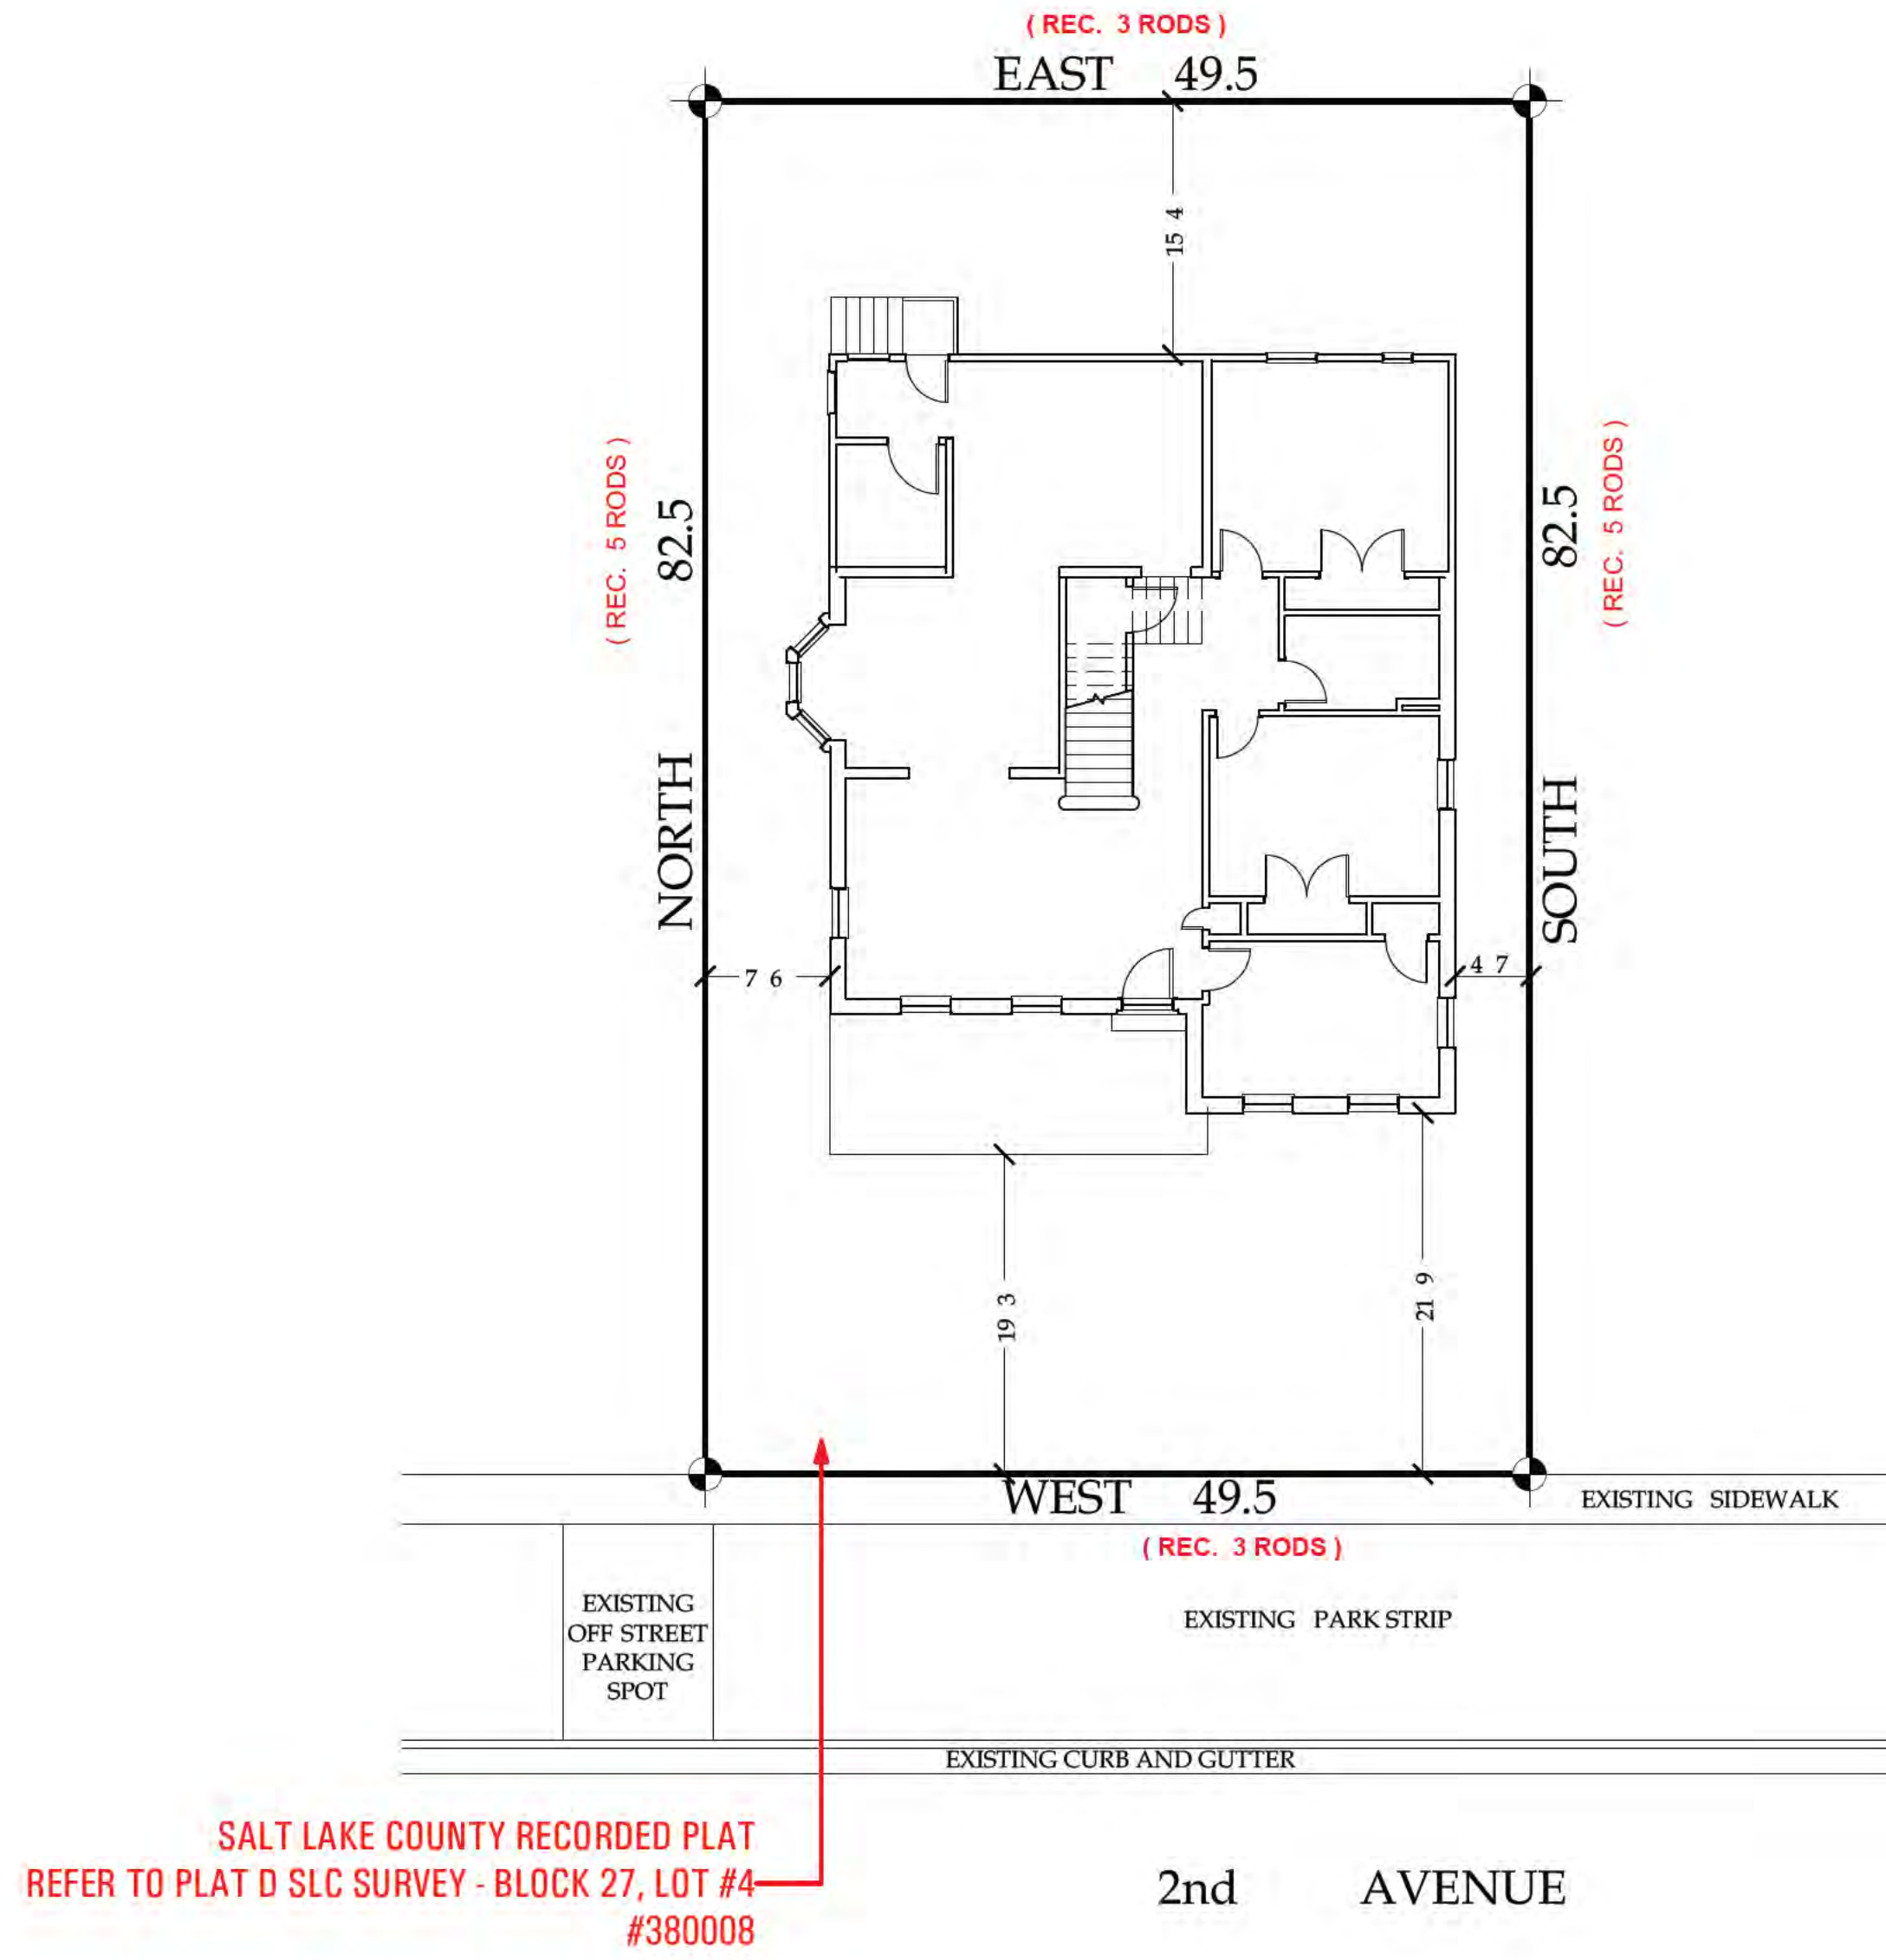 ( REC. 3 RODS )
EAST 49.5
15 4
( REC. 5 RODS )
82.5
NORTH
82.5
SOUTH
( REC. 5 RODS )
7 6
4 7
19 3
21 9
WEST 49.5
( REC. 3 RODS )
EXISTING SIDEWALK
EXISTING
OFF STREET
PARKING
SPOT
EXISTING PARK STRIP
EXISTING CURB AND GUTTER
SALT LAKE COUNTY RECORDED PLAT
REFER TO PLAT D SLC SURVEY - BLOCK 27, LOT #4
#380008
2nd AVENUE